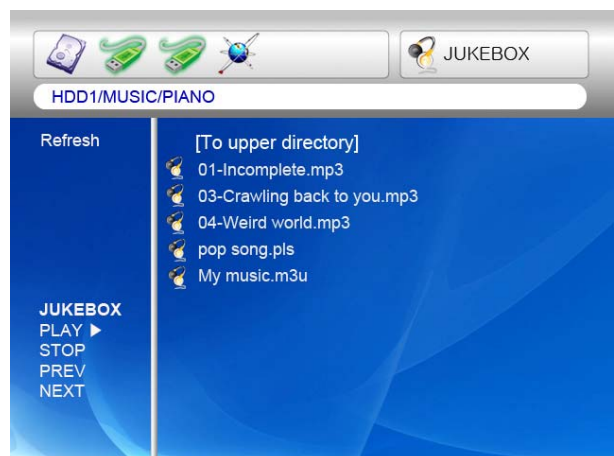 JUKEBOX
HDD1/MUSIC/PIANO
Refresh
[To upper directory]
01-Incomplete.mp3
03-Crawling back to you.mp3
04-Weird world.mp3
pop song.pls
My music.m3u
JUKEBOX
PLAY ▶
STOP
PREV
NEXT